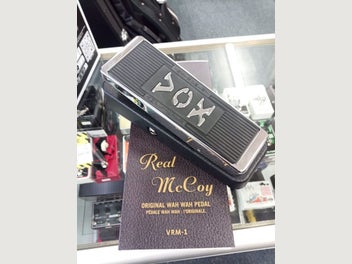 VOX
Real
McCoy
ORIGINAL WAH WAH PEDAL
PÉDALE WAH WAH : l'ORIGINALE.
VRM-1